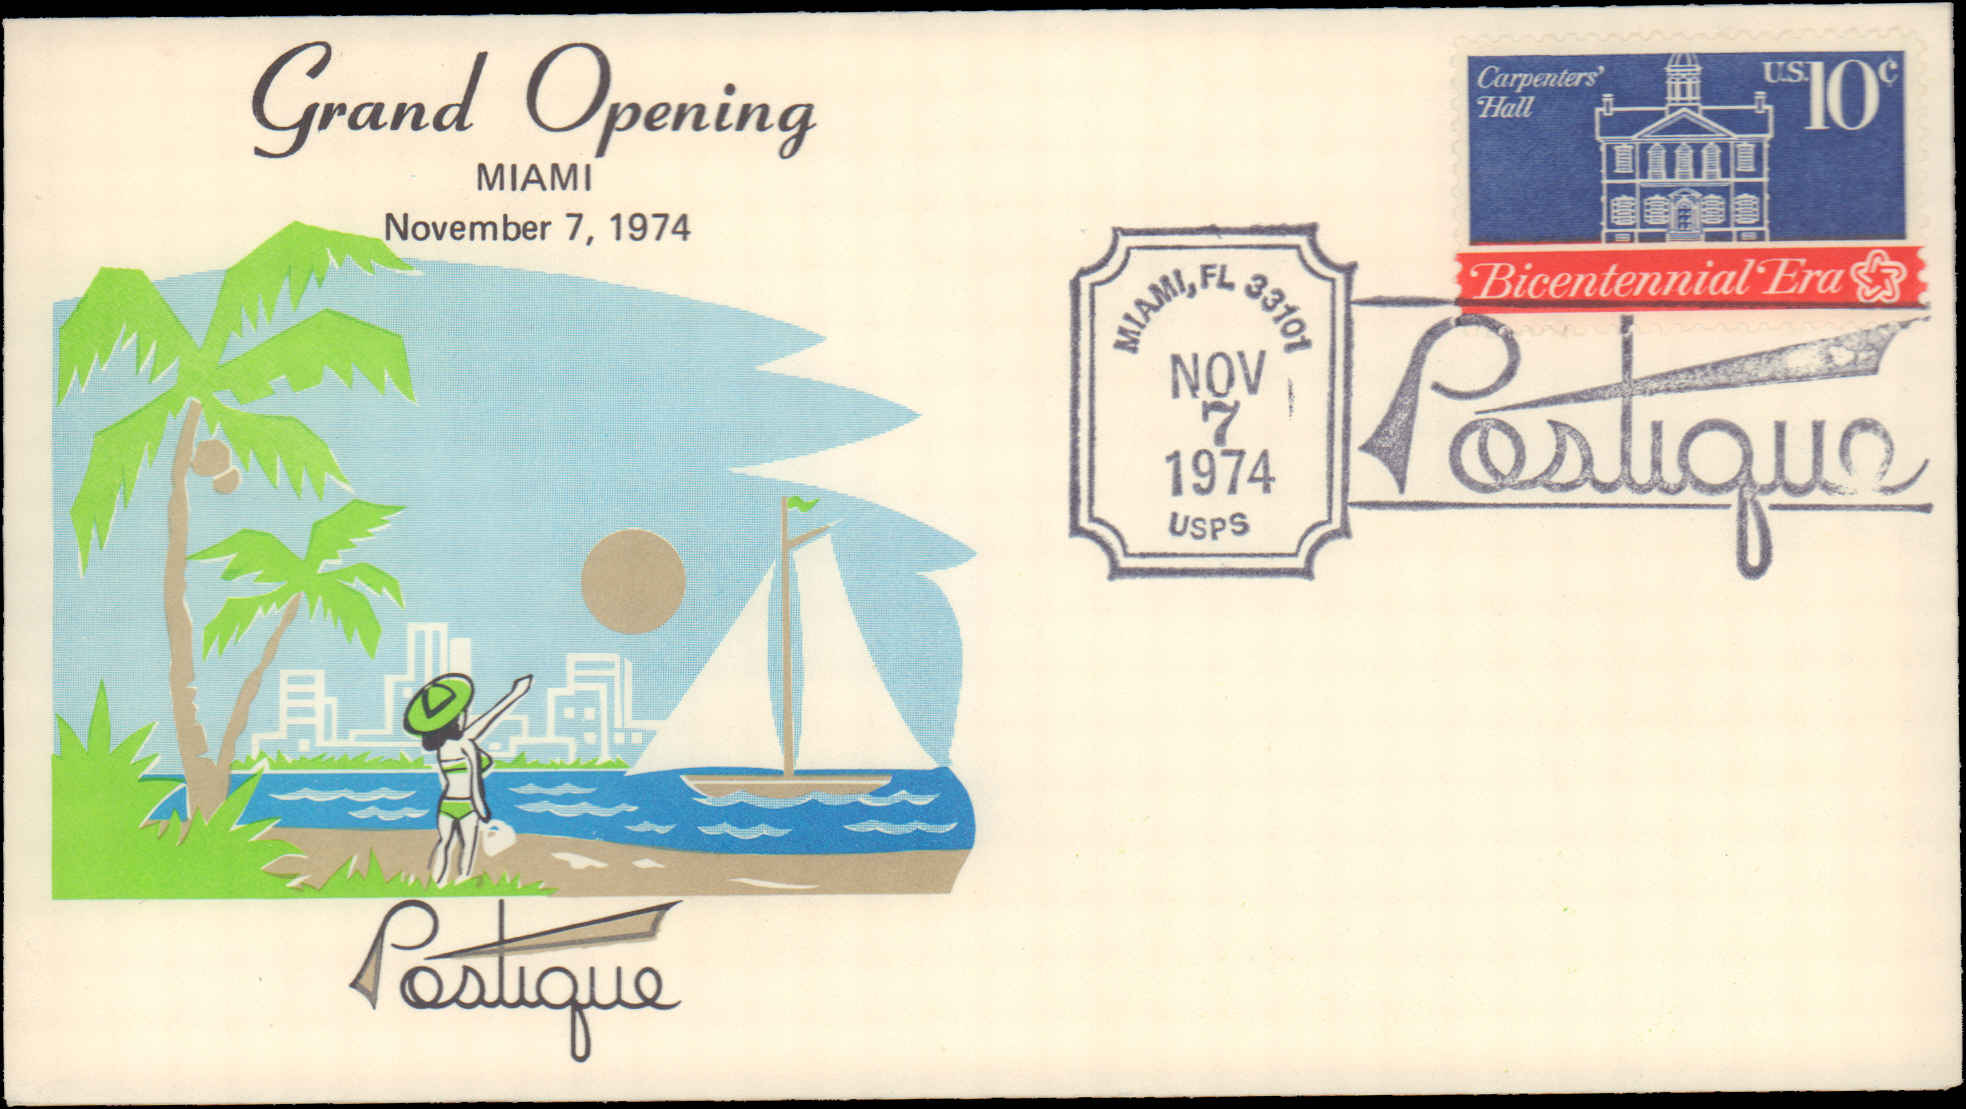 Grand Opening
MIAMI
November 7, 1974
Postique
MIAMI, FL 33101
NOV
7
1974
USPS
Postique
Carpenters'
Hall
U.S. 10¢
Bicentennial Era